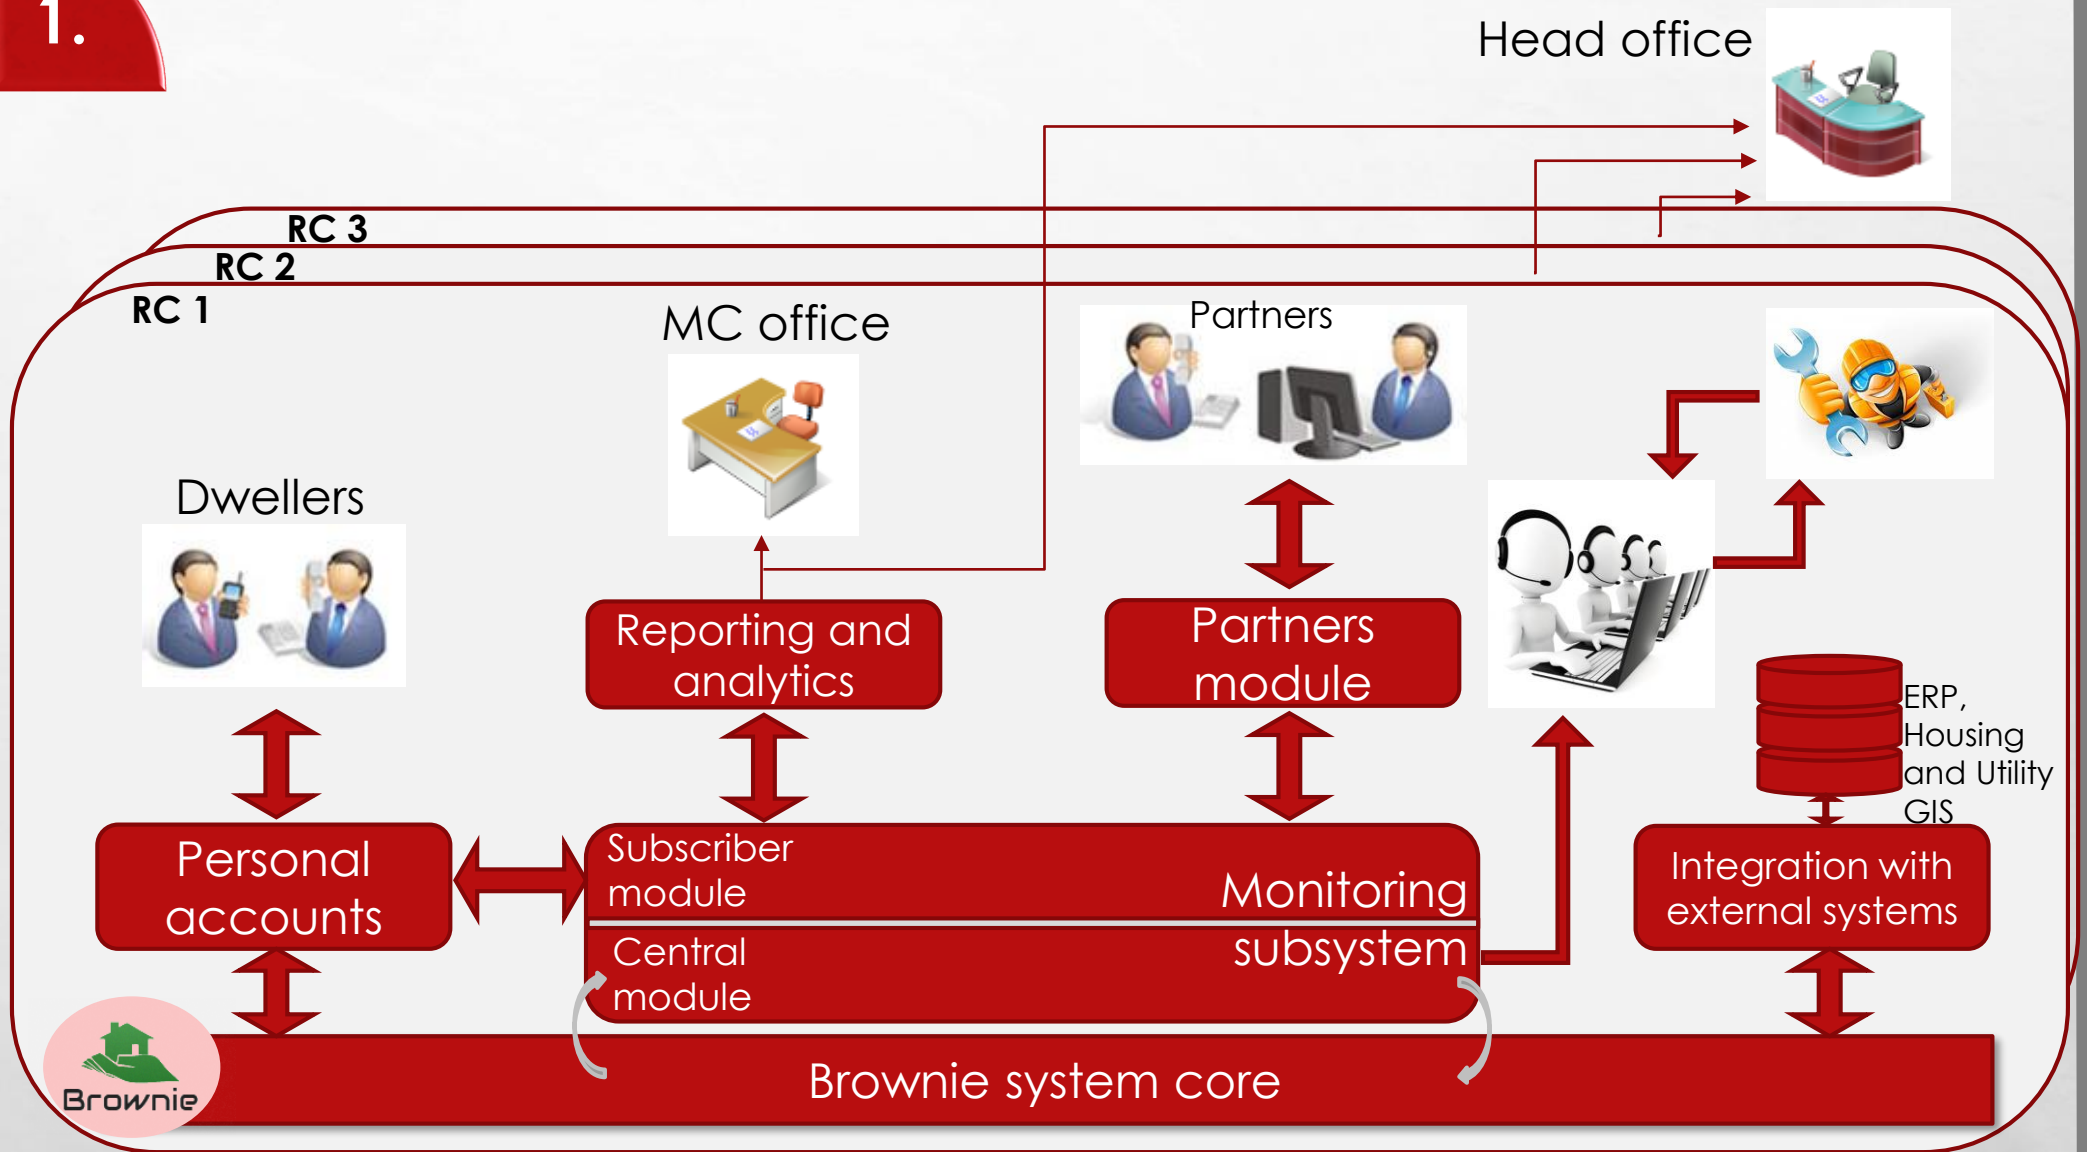 1.
Head office
RC 3
RC 2
RC 1
MC office
Partners
Dwellers
Reporting and
analytics
Partners
module
ERP,
Housing
and Utility
GIS
Personal
accounts
Subscriber
module
Monitoring
subsystem
Central
module
Integration with
external systems
Brownie
Brownie system core